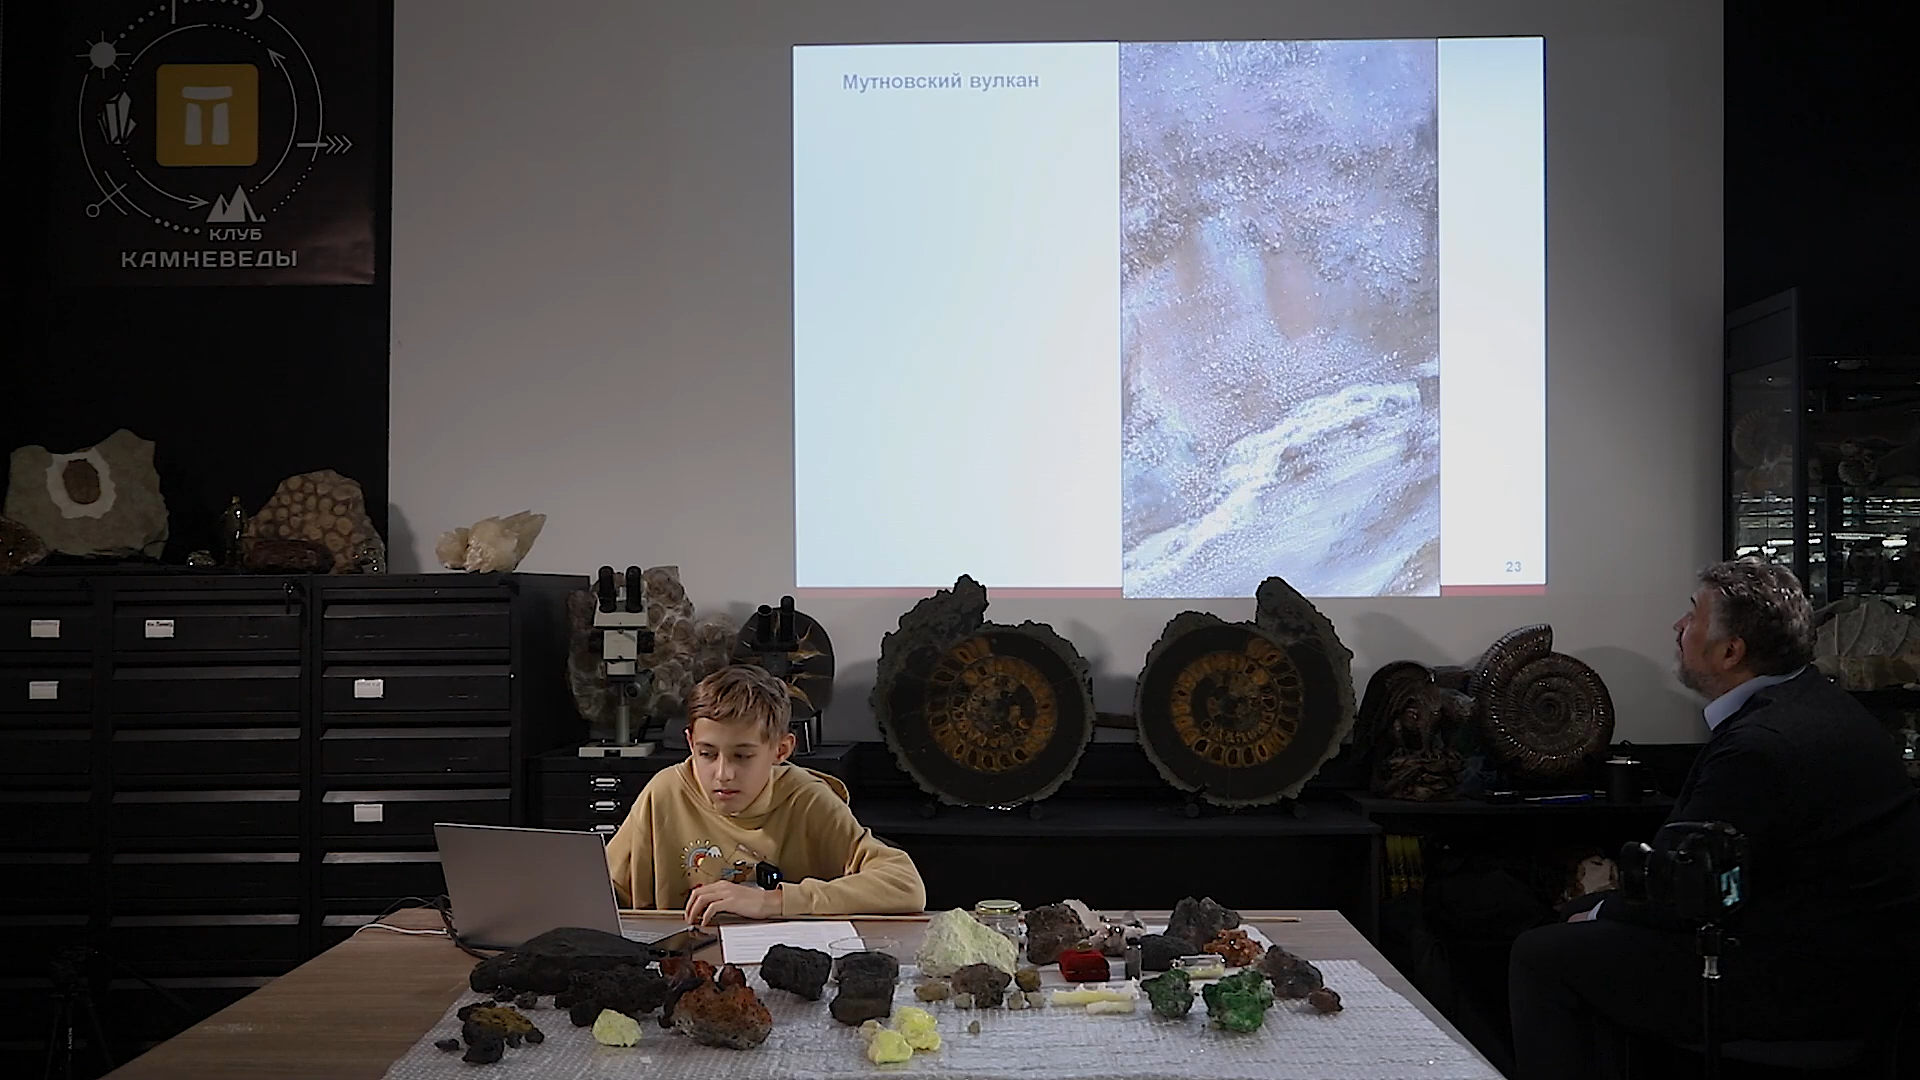 КЛУБ
КАМНЕВЕДЫ
Мутновский вулкан
23